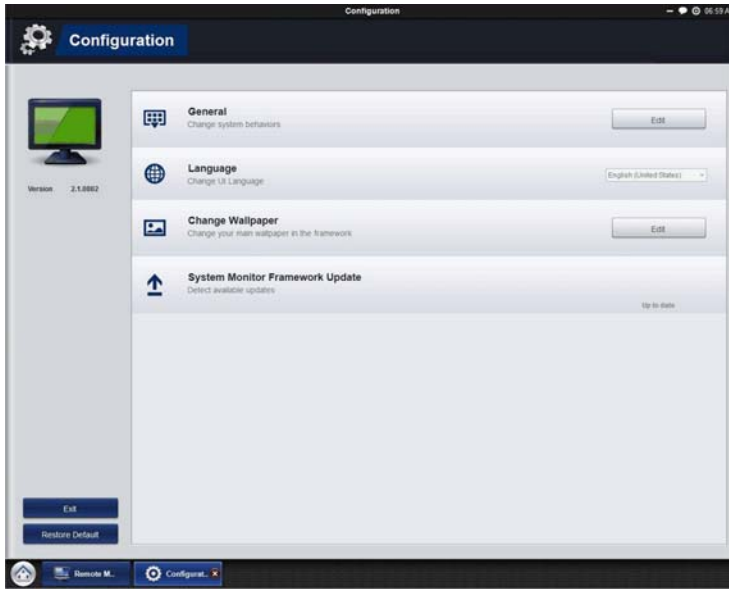 Configuration
06:59 A
Configuration
General
Change system behaviors
Edit
Language
Change UI Language
English (United States)
Version 2.1.0002
Change Wallpaper
Change your main wallpaper in the framework
Edit
System Monitor Framework Update
Detect available updates
Up to date
Exit
Restore Default
Remote M..
Configurat..